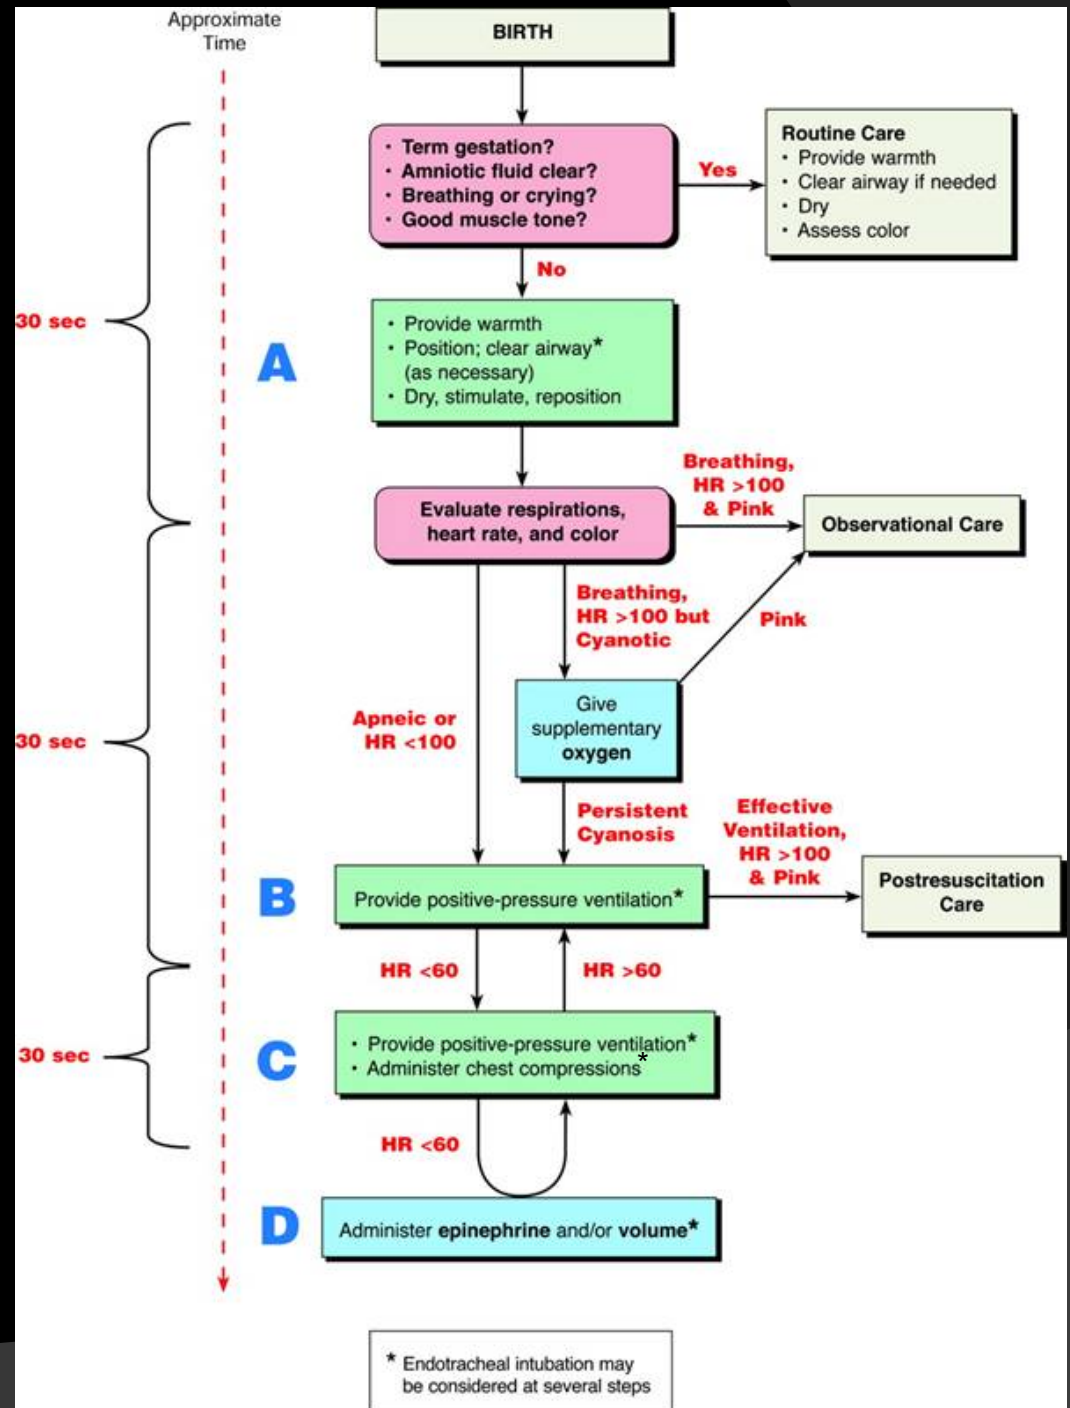 Approximate
Time
BIRTH
• Term gestation?
• Amniotic fluid clear?
• Breathing or crying?
• Good muscle tone?
Yes
Routine Care
• Provide warmth
• Clear airway if needed
• Dry
• Assess color
No
30 sec
A
• Provide warmth
• Position; clear airway*
(as necessary)
• Dry, stimulate, reposition
Breathing,
HR >100
& Pink
Evaluate respirations,
heart rate, and color
Observational Care
Breathing,
HR >100 but
Cyanotic
Pink
30 sec
Apneic or
HR <100
Give
supplementary
oxygen
Persistent
Cyanosis
Effective
Ventilation,
HR >100
& Pink
B
Provide positive-pressure ventilation*
Postresuscitation
Care
HR <60
HR >60
30 sec
C
• Provide positive-pressure ventilation*
• Administer chest compressions*
HR <60
D
Administer epinephrine and/or volume*
* Endotracheal intubation may
be considered at several steps